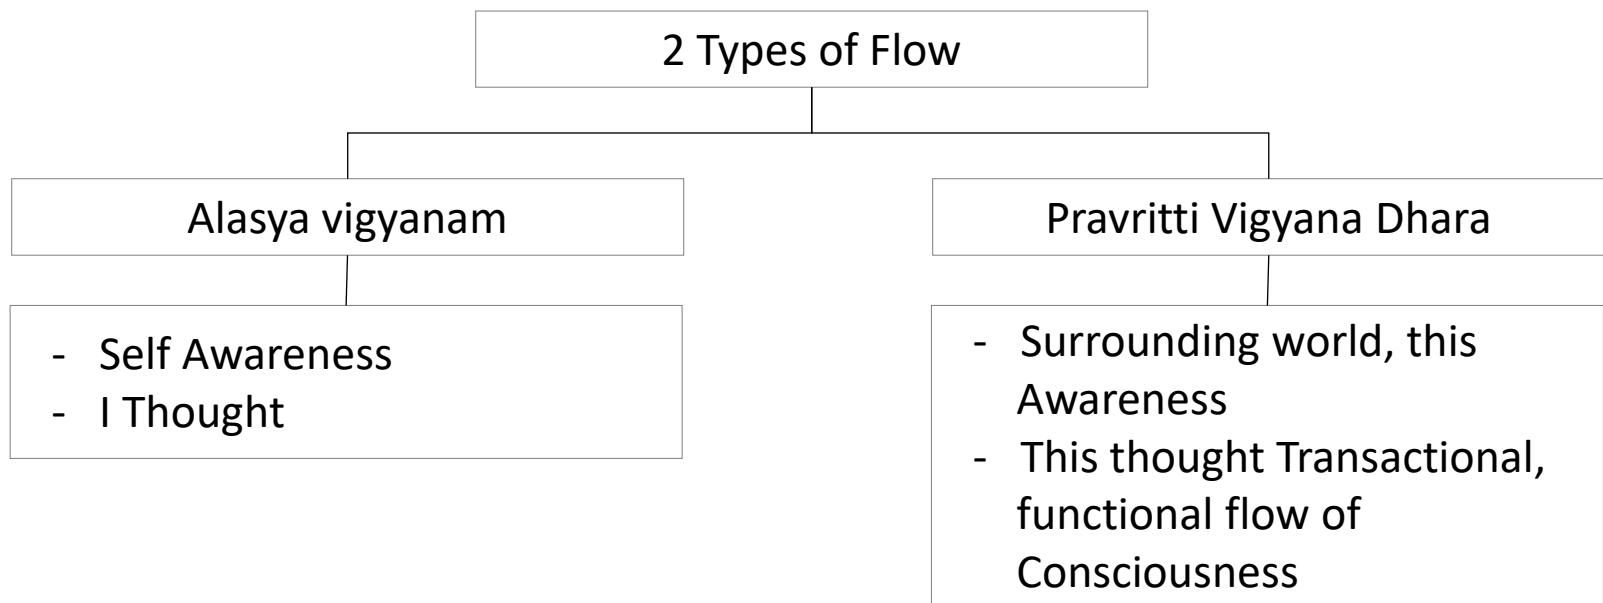 2 Types of Flow
Alasya vigyanam
Pravritti Vigyana Dhara
- Self Awareness
- I Thought
- Surrounding world, this
Awareness
- This thought Transactional,
functional flow of
Consciousness